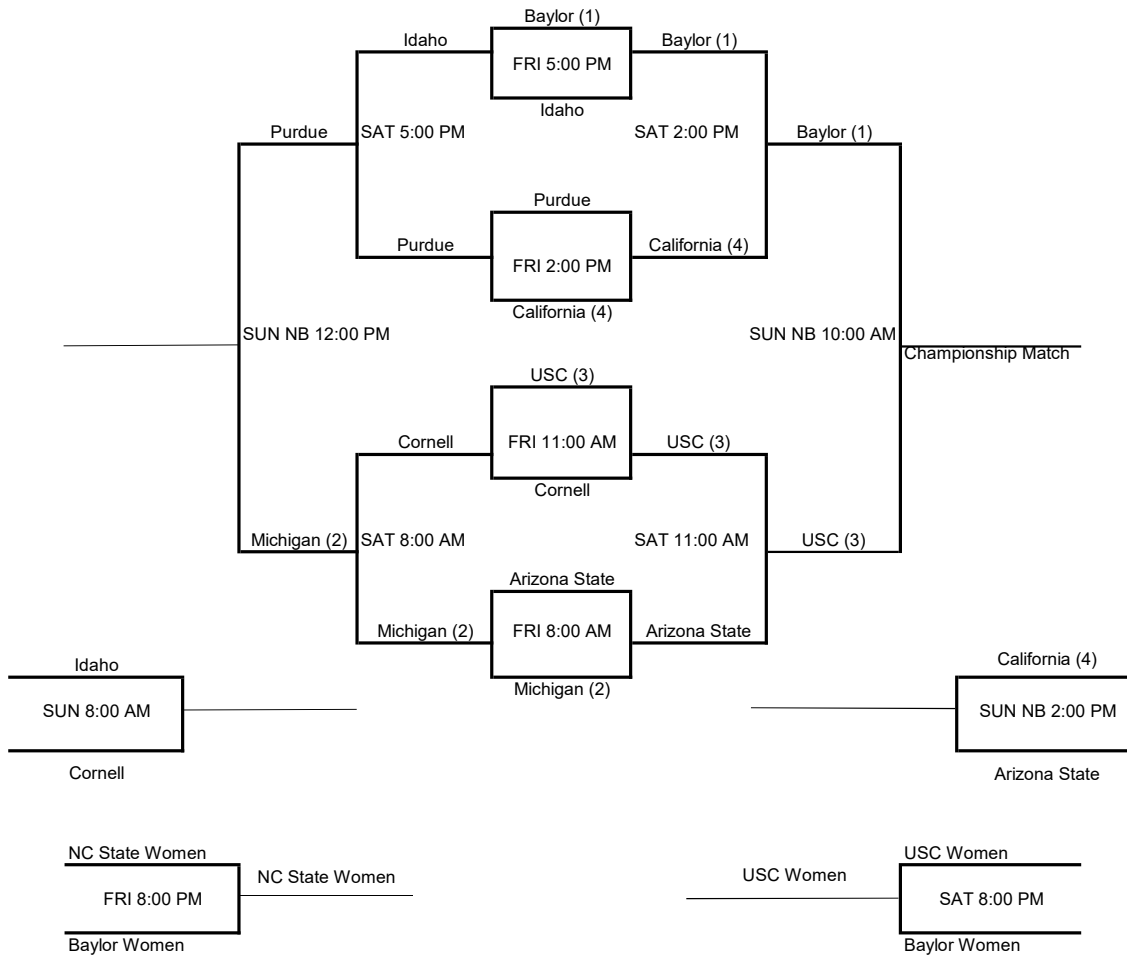 Baylor (1)
Idaho
Baylor (1)
FRI 5:00 PM
Idaho
Purdue
SAT 5:00 PM
SAT 2:00 PM
Baylor (1)
Purdue
Purdue
California (4)
FRI 2:00 PM
California (4)
SUN NB 12:00 PM
SUN NB 10:00 AM
Championship Match
USC (3)
Cornell
FRI 11:00 AM
USC (3)
Cornell
Michigan (2)
SAT 8:00 AM
SAT 11:00 AM
USC (3)
Arizona State
Michigan (2)
FRI 8:00 AM
Arizona State
Michigan (2)
Idaho
California (4)
SUN 8:00 AM
SUN NB 2:00 PM
Cornell
Arizona State
NC State Women
USC Women
NC State Women
USC Women
FRI 8:00 PM
SAT 8:00 PM
Baylor Women
Baylor Women